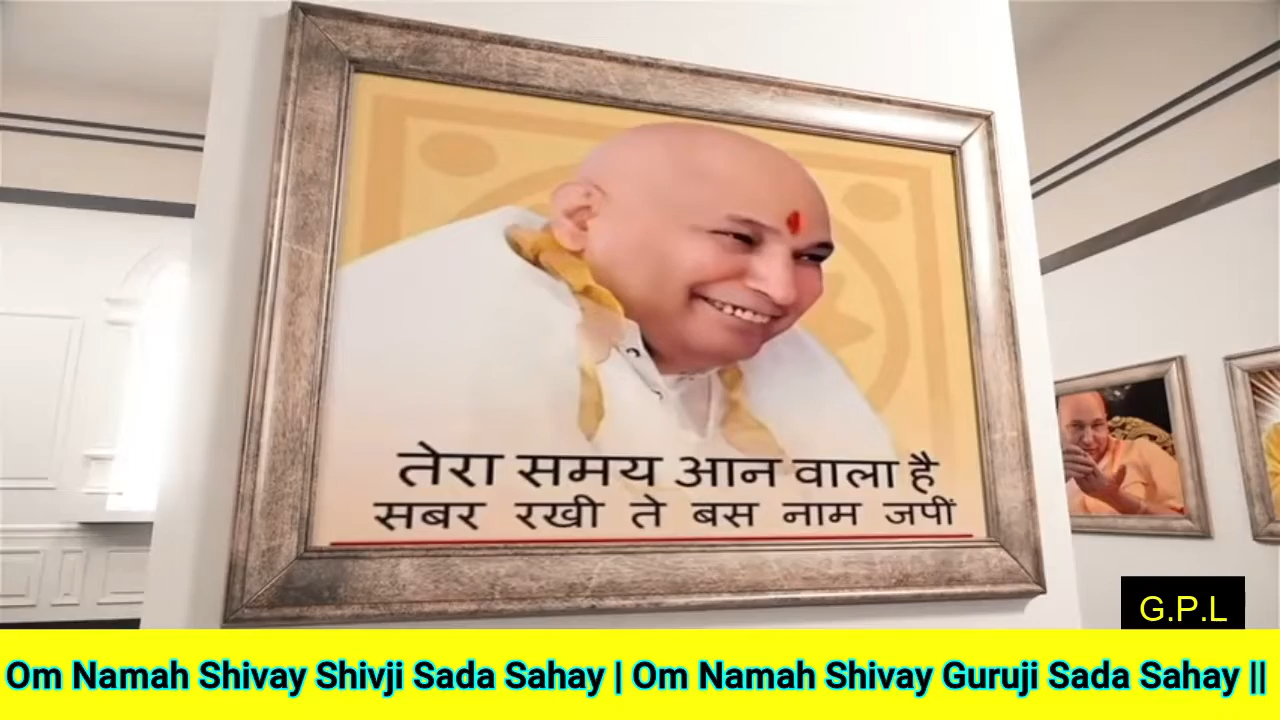 तेरा समय आन वाला है
सबर रखी ते बस नाम जपीं
G.P.L
Om Namah Shivay Shivji Sada Sahay | Om Namah Shivay Guruji Sada Sahay ||